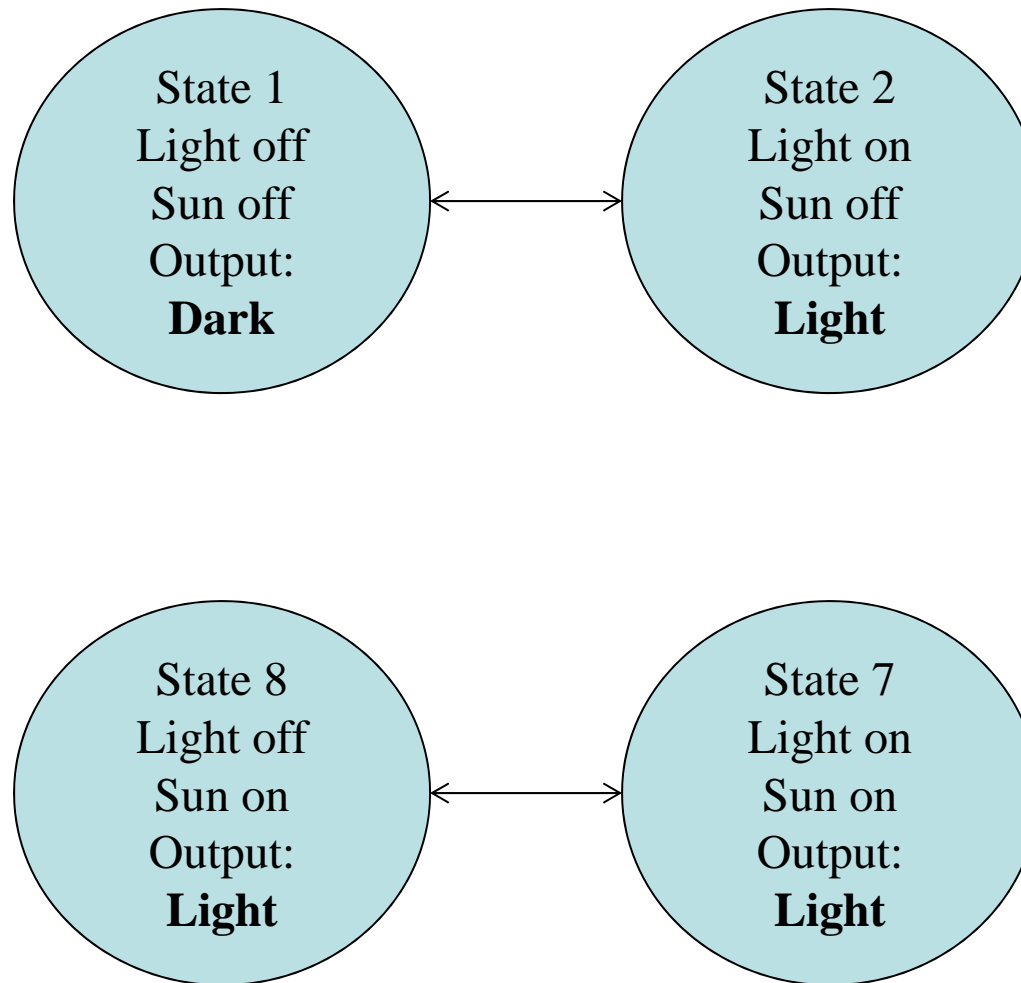 State 1
Light off
Sun off
Output:
Dark
State 2
Light on
Sun off
Output:
Light
State 8
Light off
Sun on
Output:
Light
State 7
Light on
Sun on
Output:
Light